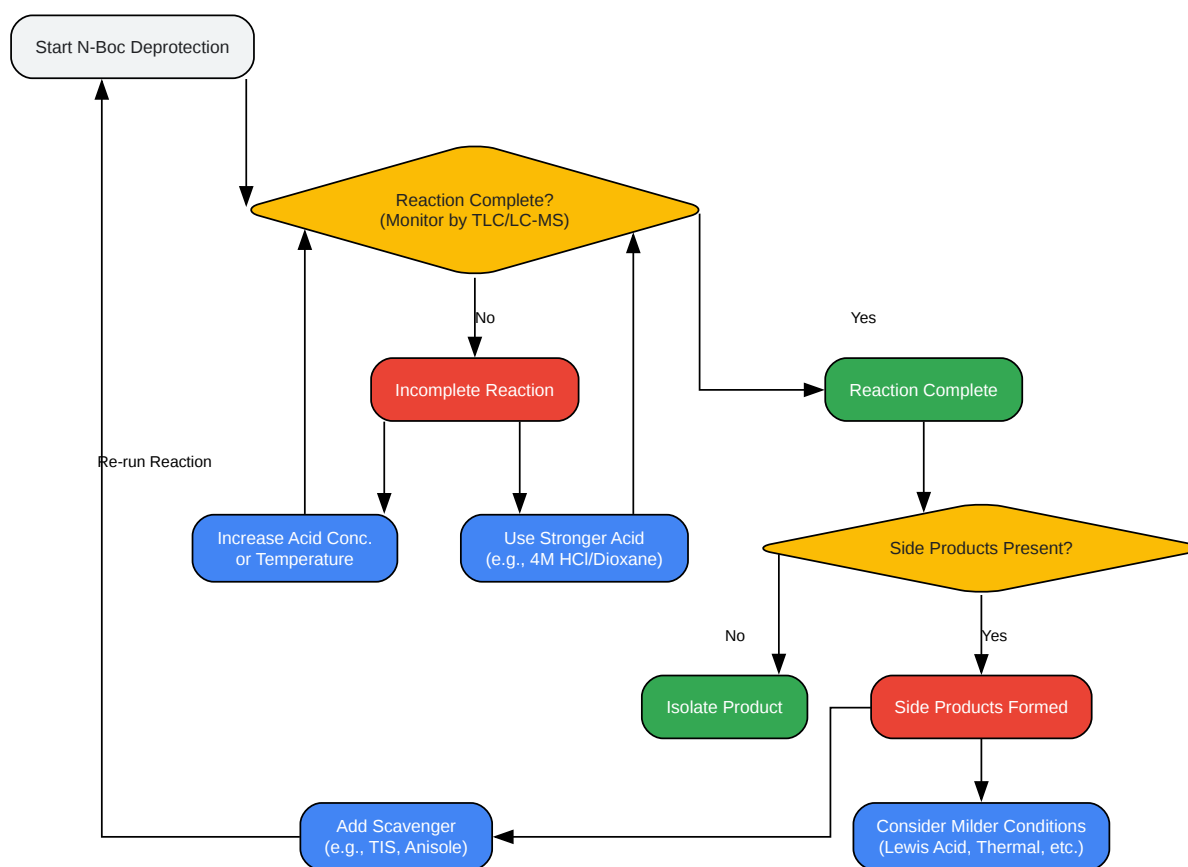 Start N-Boc Deprotection
Reaction Complete?
(Monitor by TLC/LC-MS)
No
Yes
Incomplete Reaction
Reaction Complete
Re-run Reaction
Increase Acid Conc.
or Temperature
Use Stronger Acid
(e.g., 4M HCl/Dioxane)
Side Products Present?
No
Yes
Isolate Product
Side Products Formed
Add Scavenger
(e.g., TIS, Anisole)
Consider Milder Conditions
(Lewis Acid, Thermal, etc.)